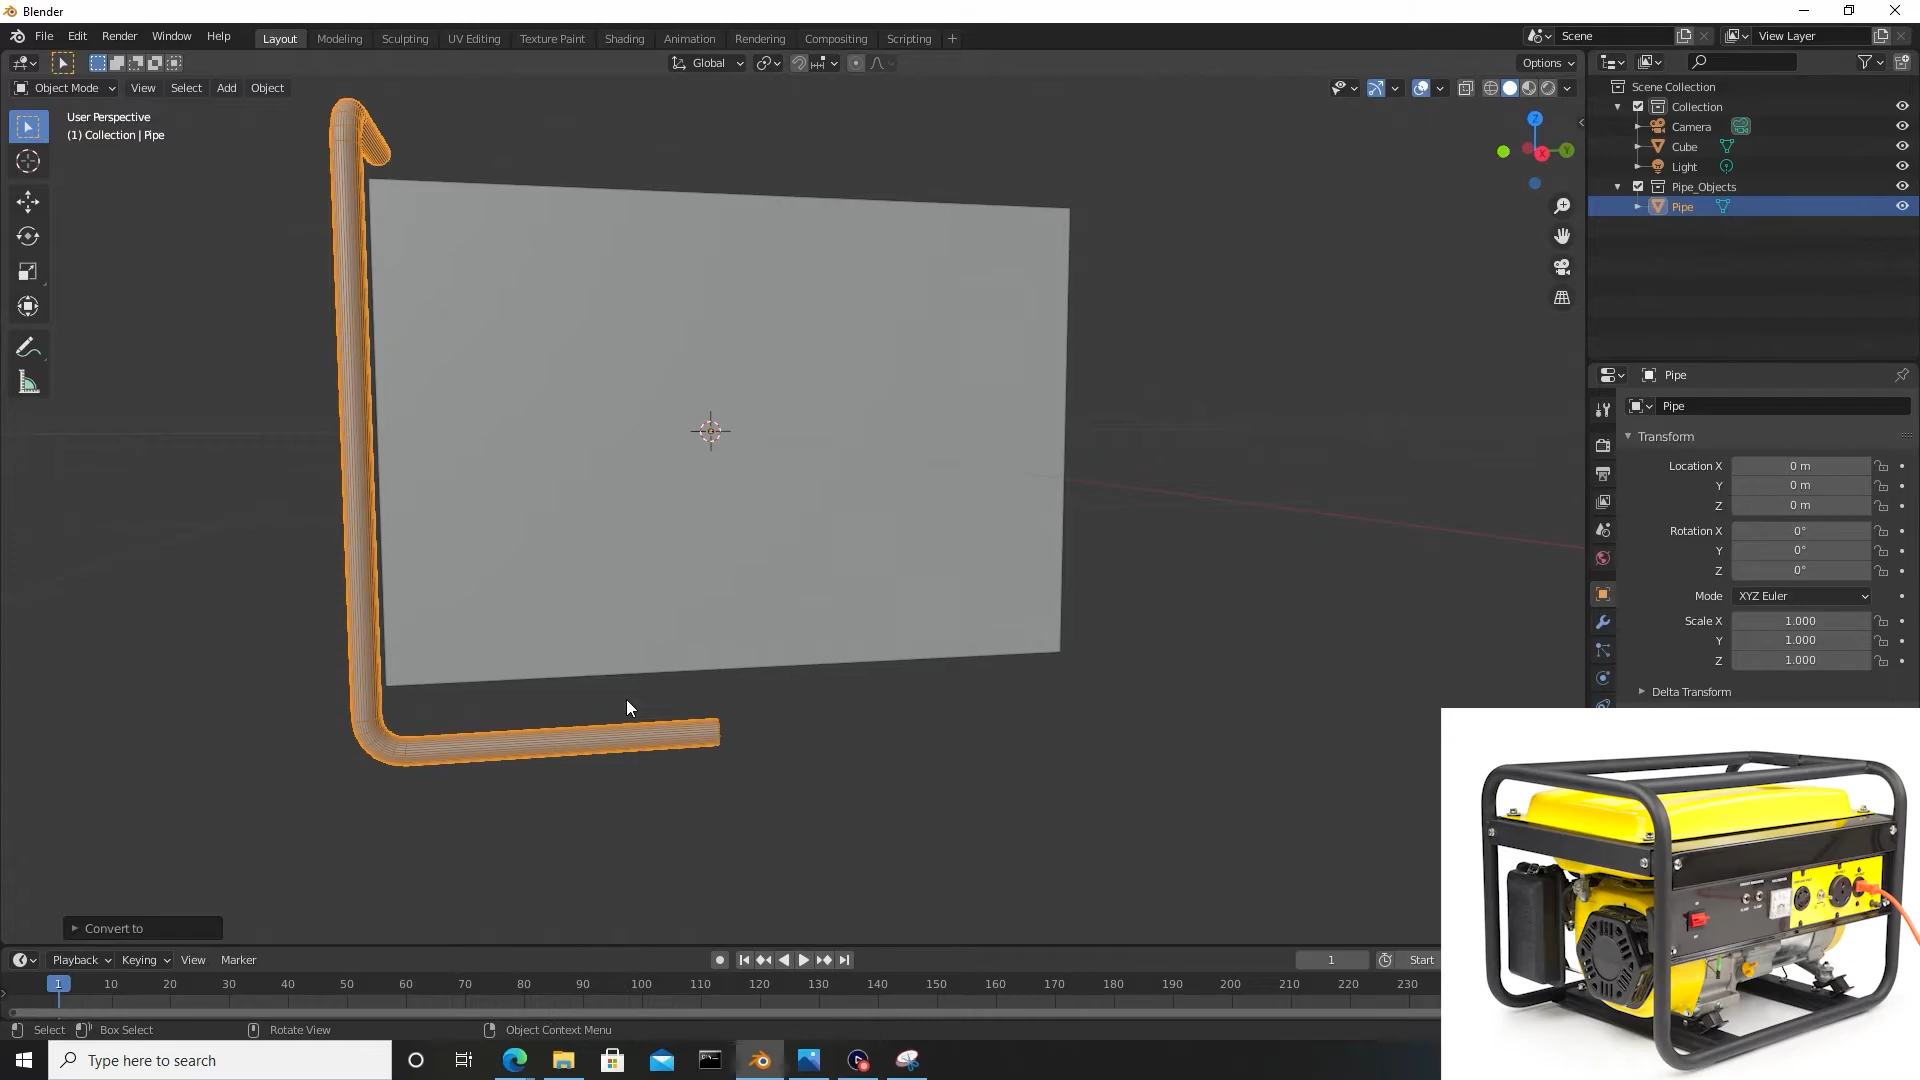 Blender
File Edit Render Window Help
Layout Modeling Sculpting UV Editing Texture Paint Shading Animation Rendering Compositing Scripting +
Scene
View Layer
Global
Options
Object Mode View Select Add Object
User Perspective
(1) Collection | Pipe
Z
X
Y
Scene Collection
Collection
Camera
Cube
Light
Pipe_Objects
Pipe
Pipe
Pipe
Transform
Location X 0 m
Y 0 m
Z 0 m
Rotation X 0°
Y 0°
Z 0°
Mode XYZ Euler
Scale X 1.000
Y 1.000
Z 1.000
Delta Transform
Convert to
Playback Keying View Marker
1
Start
1 10 20 30 40 50 60 70 80 90 100 110 120 130 140 150 160 170 180 190 200 210 220 230
Select Box Select Rotate View Object Context Menu
Type here to search